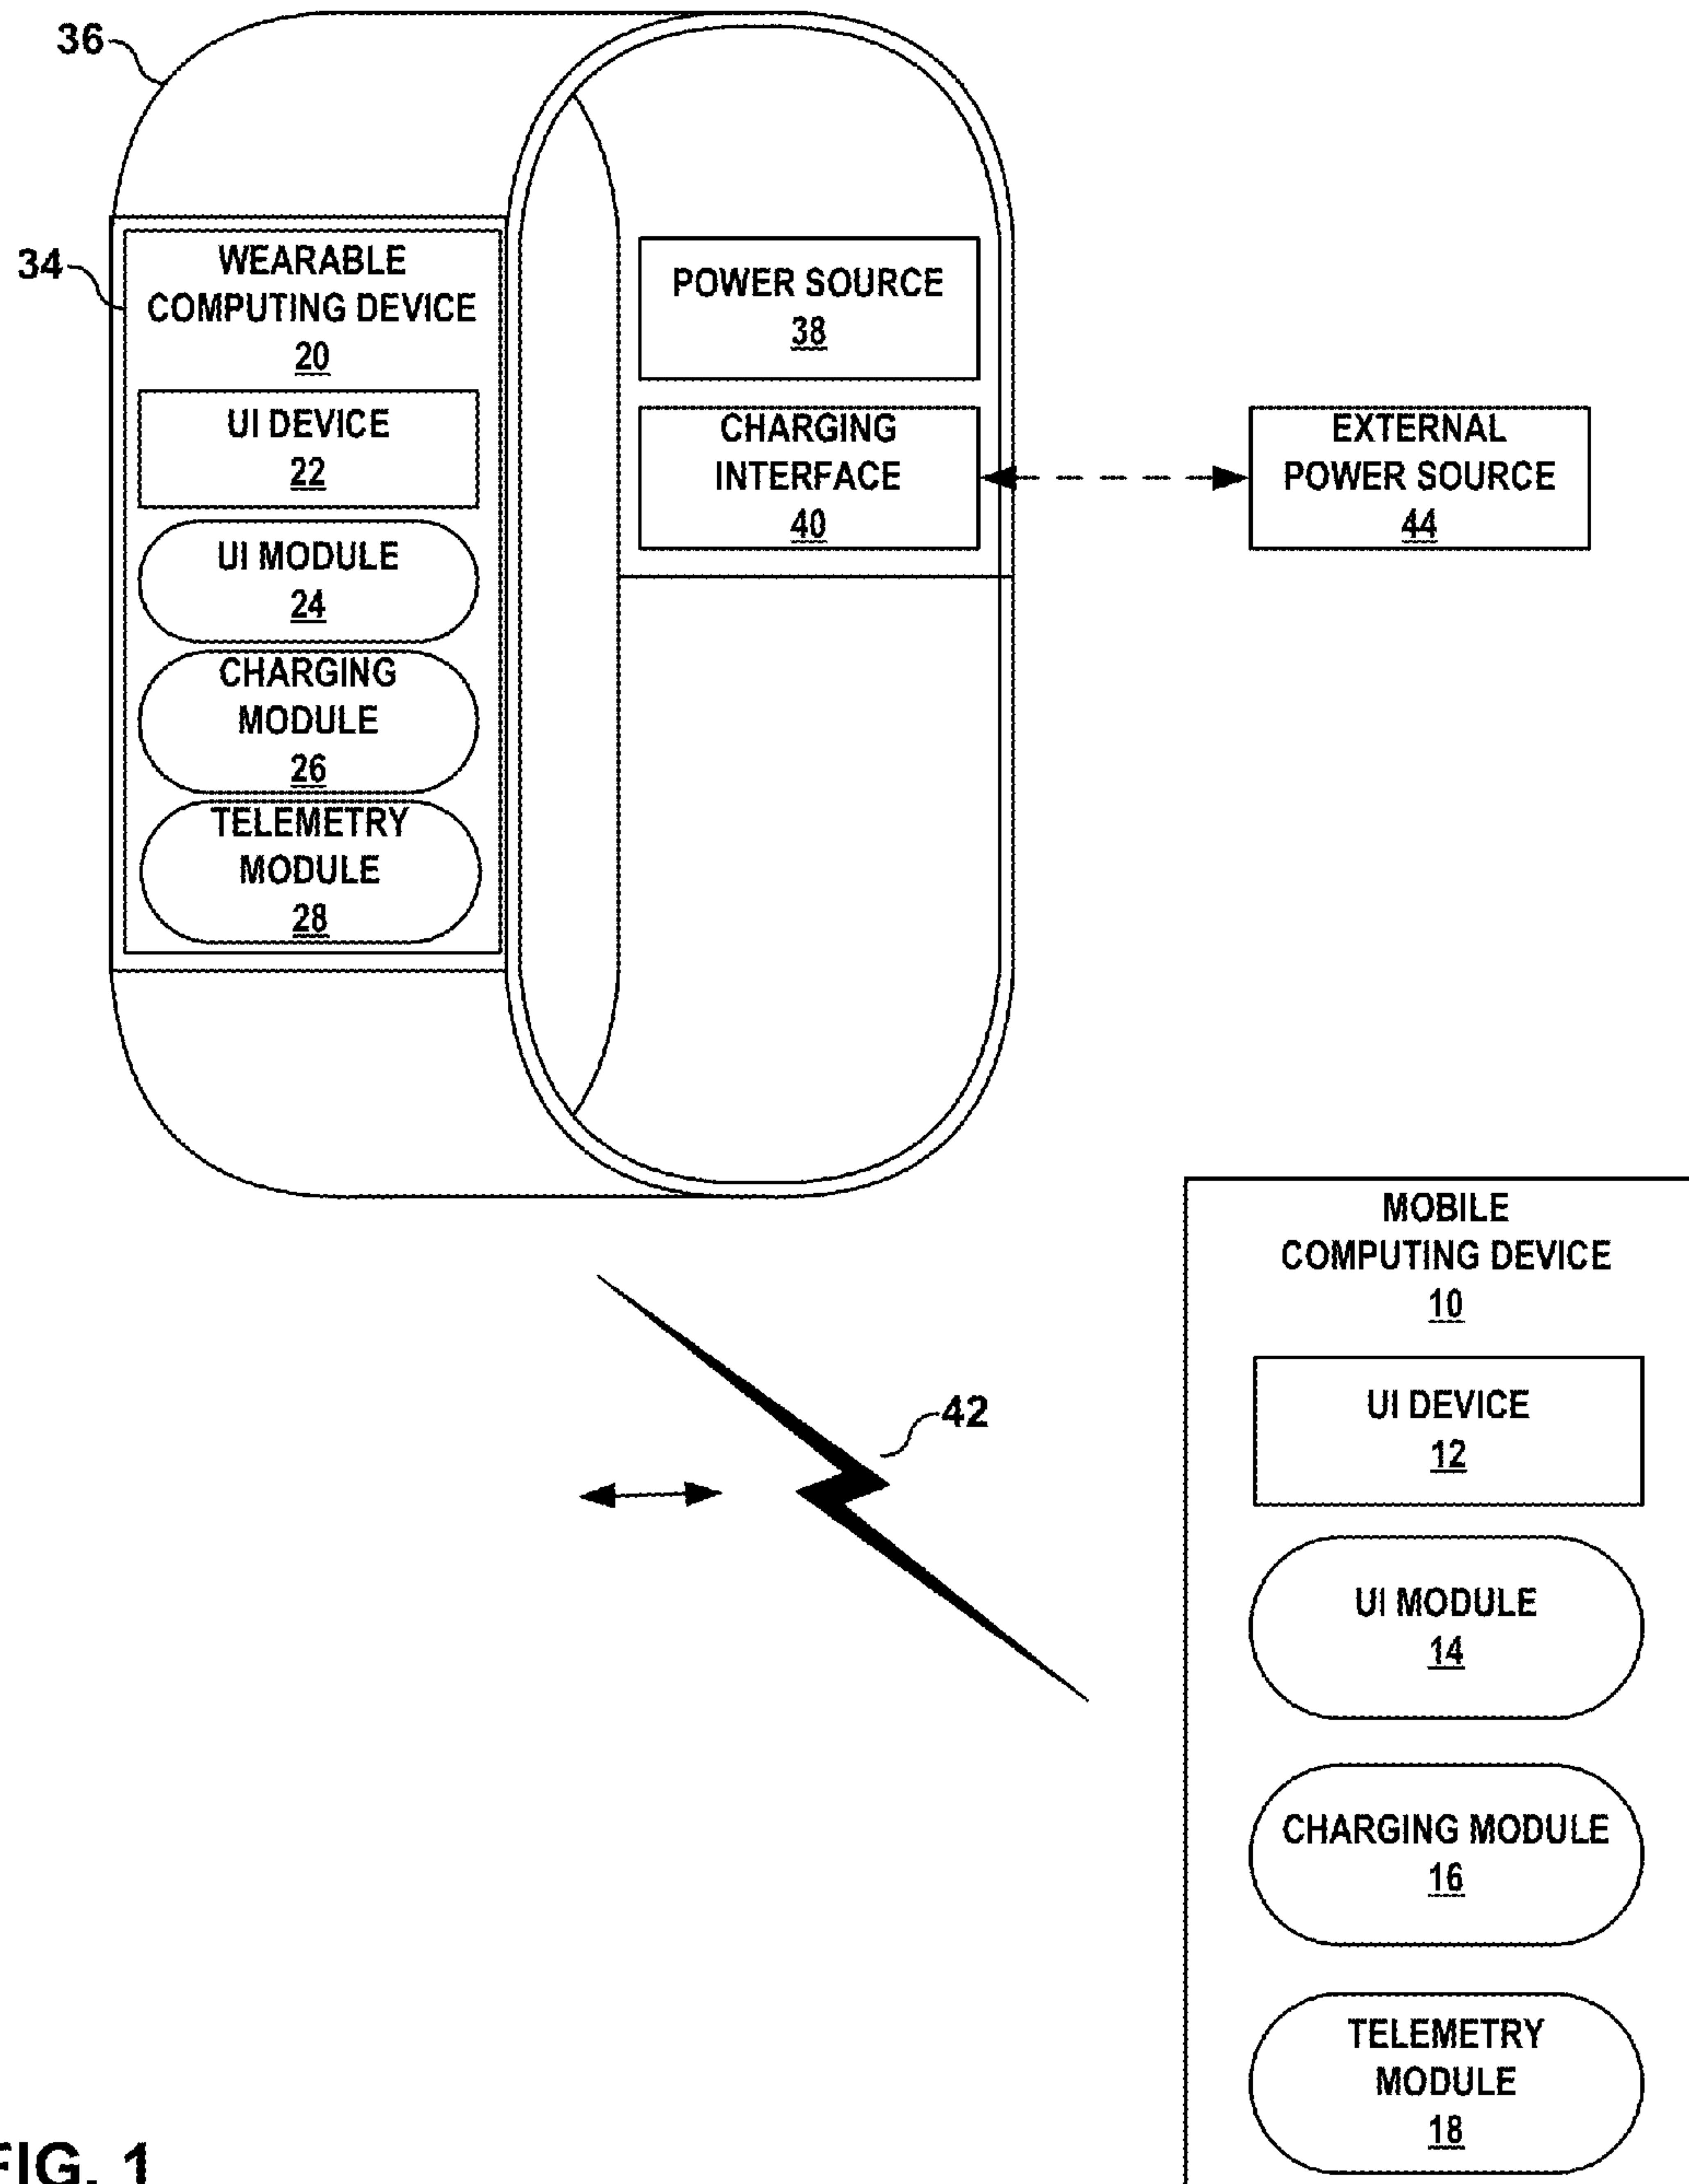 36
34
WEARABLE
COMPUTING DEVICE
20
UI DEVICE
22
UI MODULE
24
CHARGING
MODULE
26
TELEMETRY
MODULE
28
POWER SOURCE
38
CHARGING
INTERFACE
40
EXTERNAL
POWER SOURCE
44
42
MOBILE
COMPUTING DEVICE
10
UI DEVICE
12
UI MODULE
14
CHARGING MODULE
16
TELEMETRY
MODULE
18
FIG. 1